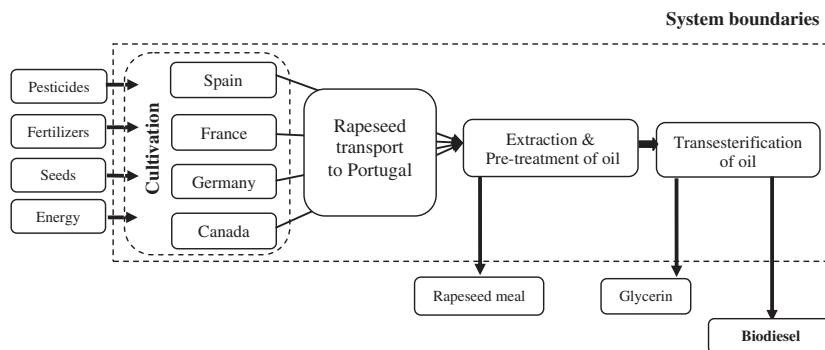 System boundaries
Pesticides
Fertilizers
Seeds
Energy
Cultivation
Spain
France
Germany
Canada
Rapeseed
transport
to Portugal
Extraction &
Pre-treatment of oil
Transesterification
of oil
Rapeseed meal
Glycerin
Biodiesel